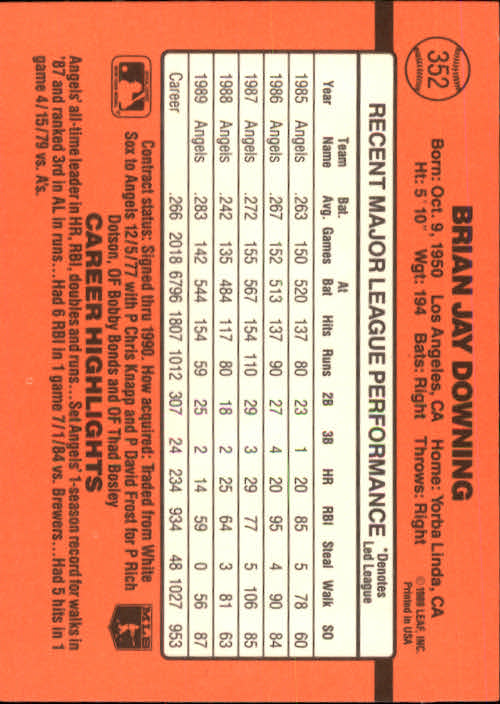 352
BRIAN JAY DOWNING
Born: Oct. 9, 1950 Los Angeles, CA Home: Yorba Linda, CA
Ht: 5'10" Wgt: 194 Bats: Right Throws: Right
© 1989 LEAF, INC.
Printed in USA
RECENT MAJOR LEAGUE PERFORMANCE *Denotes Led League
Year Team Name Bat. Avg. Games At Bat Hits Runs 2B 3B HR RBI Steal Walk SO
1985 Angels .263 150 520 137 80 23 1 20 85 5 78 60
1986 Angels .267 152 513 137 90 27 4 20 95 4 90 84
1987 Angels .272 155 567 154 110 29 3 29 77 5 106 85
1988 Angels .242 135 484 117 80 18 2 25 64 3 81 63
1989 Angels .283 142 544 154 59 25 2 14 59 0 56 87
Career .266 2018 6796 1807 1012 307 24 234 934 48 1027 953
Contract status: Signed thru 1990. How acquired: Traded from White
Sox to Angels 12/5/77 with P Chris Knapp and P David Frost for P Rich
Dotson, OF Bobby Bonds and OF Thad Bosley
MLB
CAREER HIGHLIGHTS
Angels' all-time leader in HR, RBI, doubles and runs...Set Angels' 1-season record for walks in
'87 and ranked 3rd in AL in runs...Had 6 RBI in 1 game 7/1/84 vs. Brewers...Had 5 hits in 1
game 4/15/79 vs. A's.